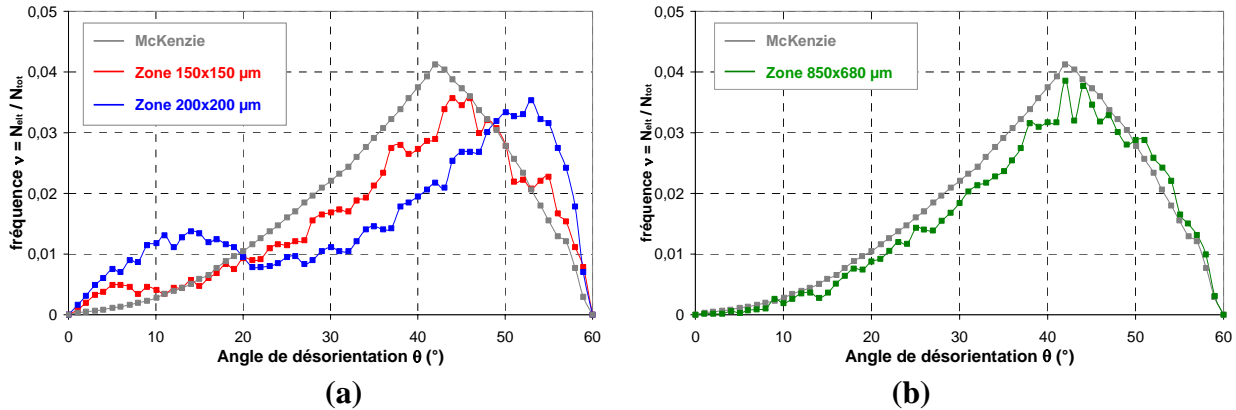 0,05
0,04
0,03
0,02
0,01
0
fréquence ν = Nelt / Ntot
McKenzie
Zone 150x150 µm
Zone 200x200 µm
0 10 20 30 40 50 60
Angle de désorientation θ (°)
(a)
0,05
0,04
0,03
0,02
0,01
0
fréquence ν = Nelt / Ntot
McKenzie
Zone 850x680 µm
0 10 20 30 40 50 60
Angle de désorientation θ (°)
(b)